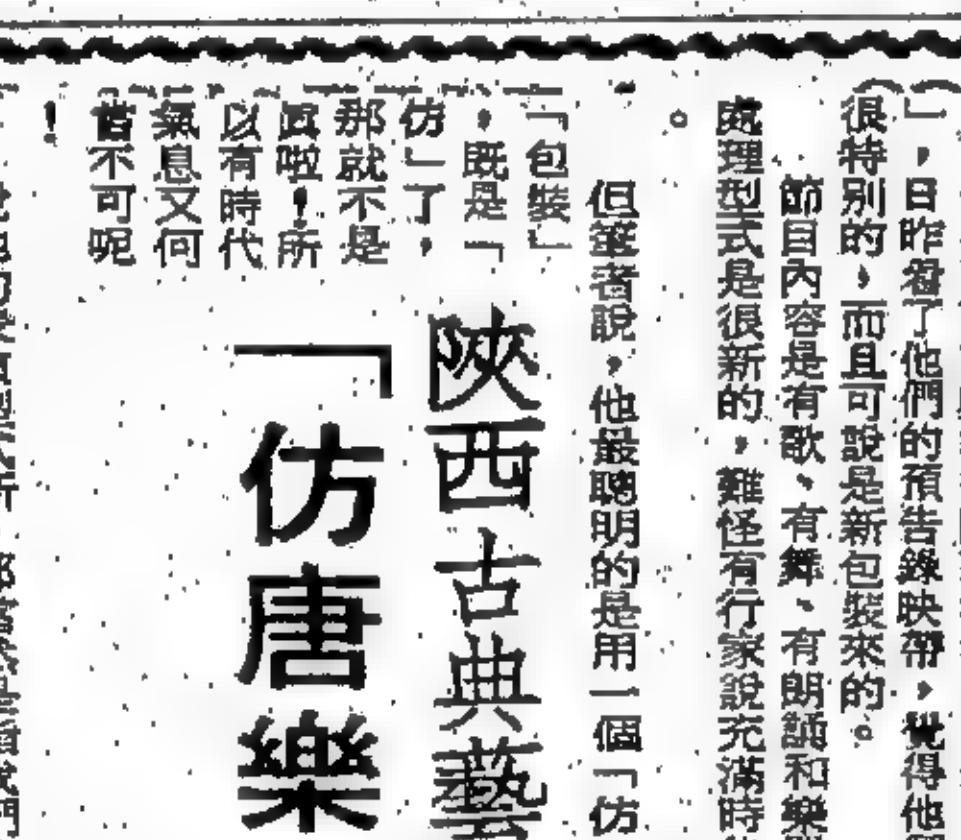 」，日昨看了他們的預告錄映帶，覺得他
很特別的，而且可說是新包裝來的。
節目內容是有歌、有舞、有朗誦和樂
處理型式是很新的，難怪有行家說充滿時
。
但筆者說，他最聰明的是用一個「仿
「包裝」
，既是「
仿」了，
那就不是
真啦！所
以有時代
氣息又何
嘗不可呢
！
陝西古典藝
「仿唐樂